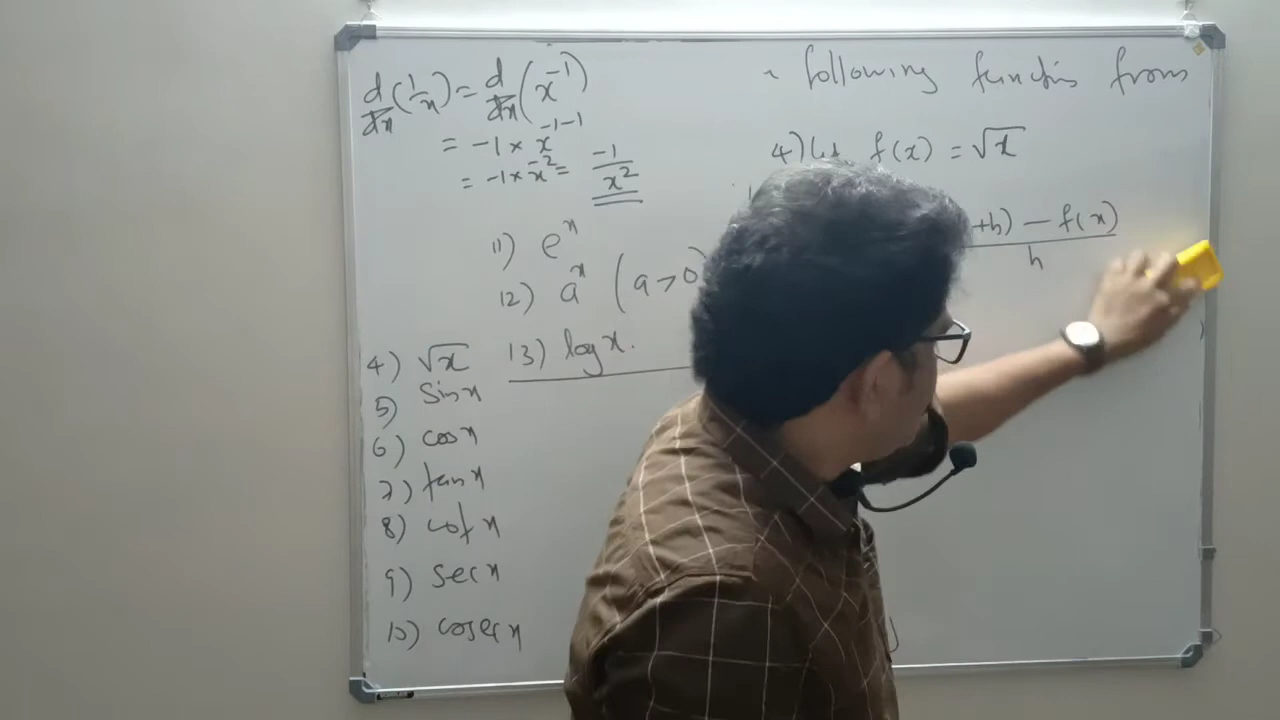 d/dx (1/x) = d/dx (x⁻¹)
= -1 × x⁻¹⁻¹
= -1 × x⁻² = -1/x²
11) eˣ
12) aˣ (a > 0)
13) log x.
4) √x
5) Sin x
6) cos x
7) tan x
8) cot x
9) sec x
10) cosec x
following functis from
4) Let f(x) = √x
+h) - f(x)
h